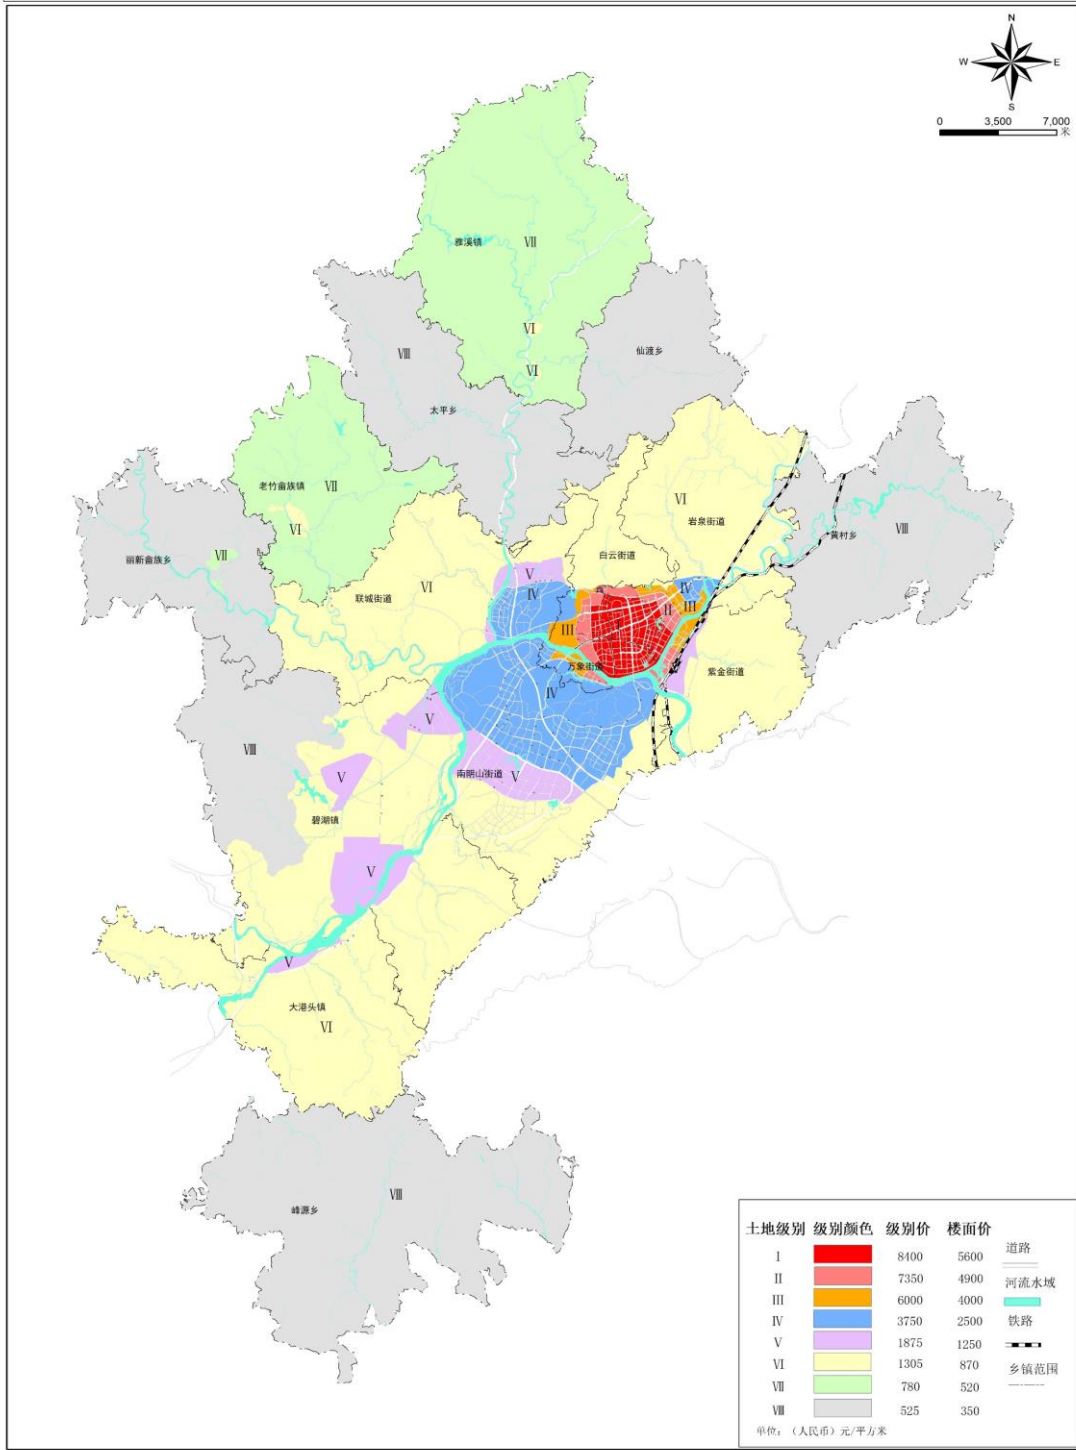 N
W E
S
0 3,500 7,000
米
雅溪镇
Ⅶ
Ⅵ
Ⅷ
仙渡乡
Ⅵ
太平乡
老竹畲族镇
Ⅶ
Ⅵ
Ⅵ
岩泉街道
黄村乡
Ⅷ
丽新畲族乡
Ⅶ
白云街道
Ⅴ
Ⅵ
联城街道
Ⅳ
Ⅳ
Ⅲ
Ⅱ
Ⅲ
Ⅰ
万象街道
紫金街道
Ⅳ
Ⅴ
Ⅷ
南明山街道
Ⅴ
Ⅴ
碧湖镇
Ⅴ
Ⅴ
大港头镇
Ⅵ
Ⅷ
峰源乡
土地级别 级别颜色 级别价 楼面价
Ⅰ 8400 5600
Ⅱ 7350 4900
Ⅲ 6000 4000
Ⅳ 3750 2500
Ⅴ 1875 1250
Ⅵ 1305 870
Ⅶ 780 520
Ⅷ 525 350
道路
河流水域
铁路
乡镇范围
单位:（人民币）元/平方米